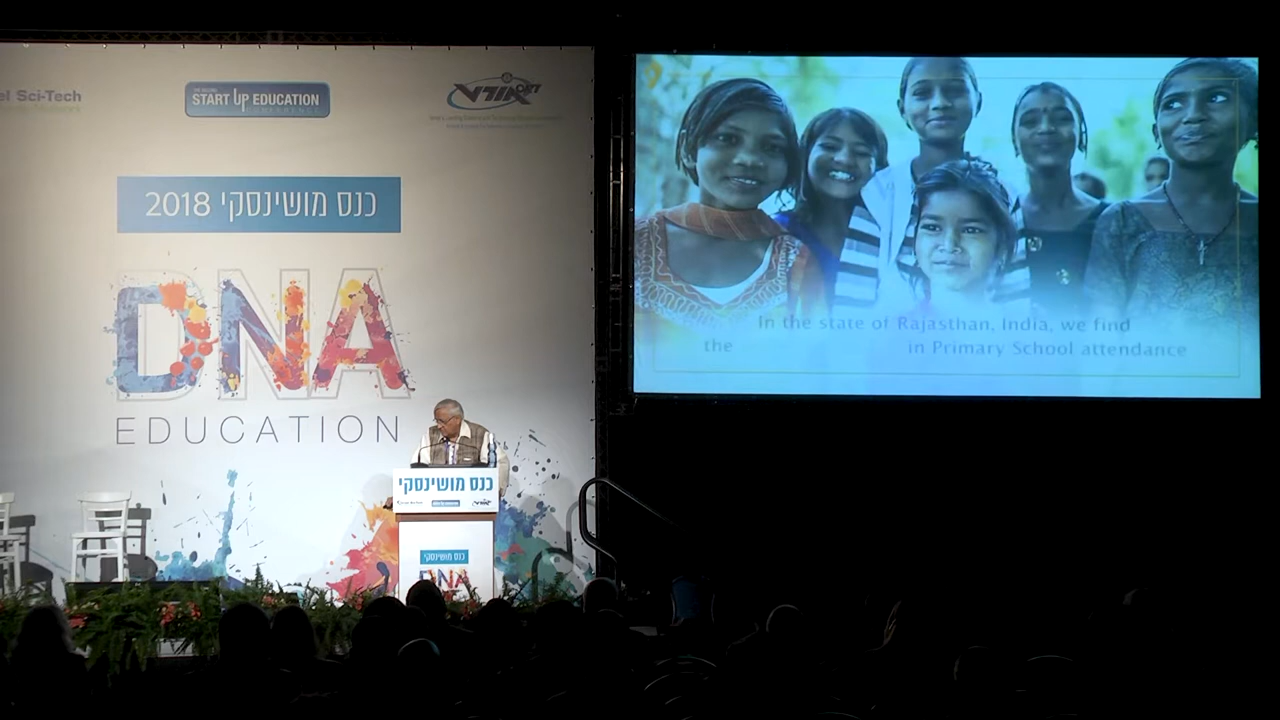 el Sci-Tech
START UP EDUCATION
CONFERENCE
כנס מושינסקי 2018
DNA
EDUCATION
In the state of Rajasthan, India, we find
the in Primary School attendance
כנס מושינסקי
כנס מושינסקי
DNA